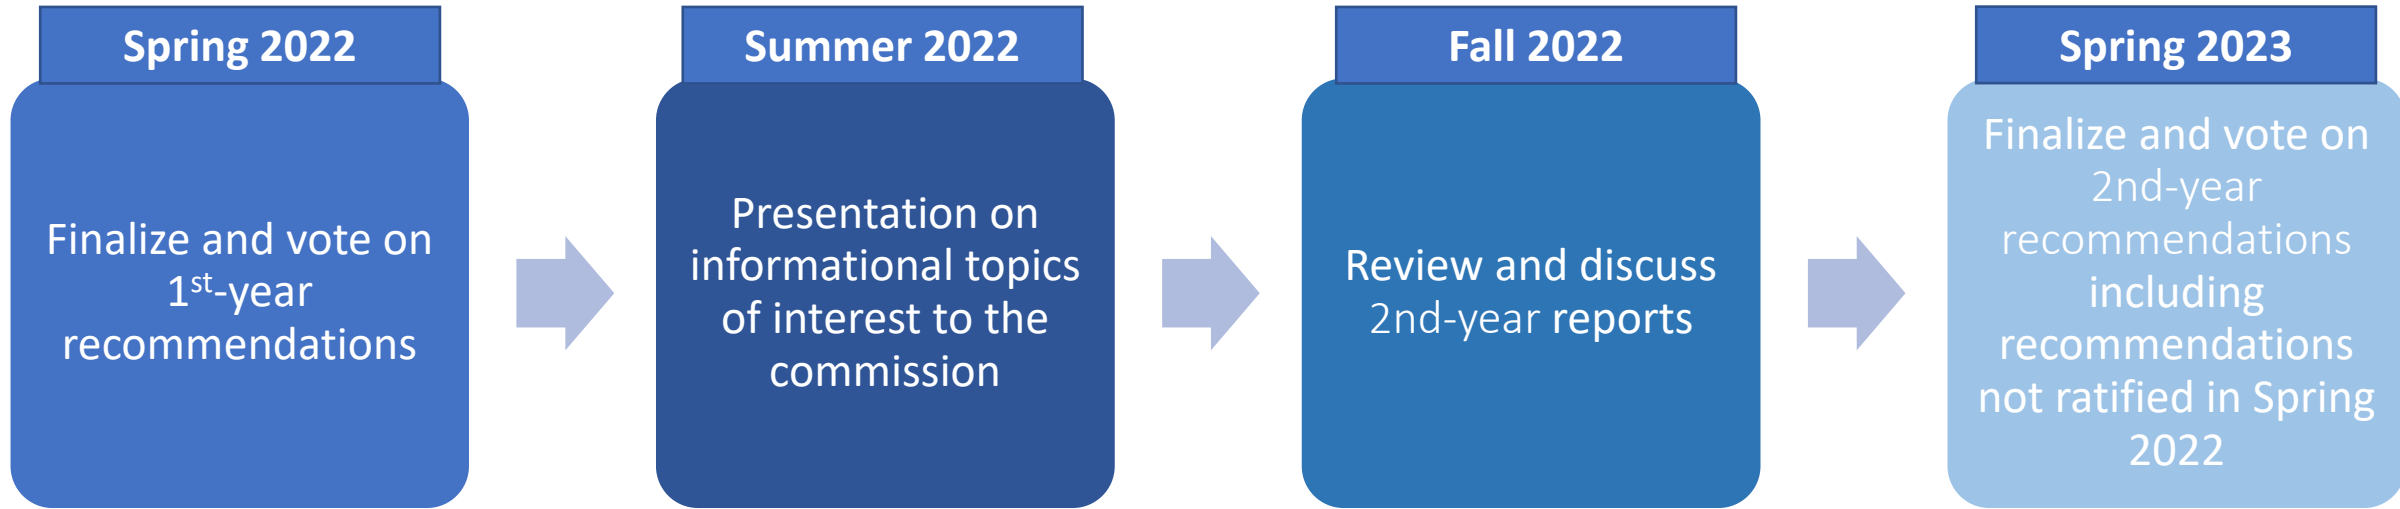 Spring 2022
Finalize and vote on
1st-year
recommendations
Summer 2022
Presentation on
informational topics
of interest to the
commission
Fall 2022
Review and discuss
2nd-year reports
Spring 2023
Finalize and vote on
2nd-year
recommendations
including
recommendations
not ratified in Spring
2022